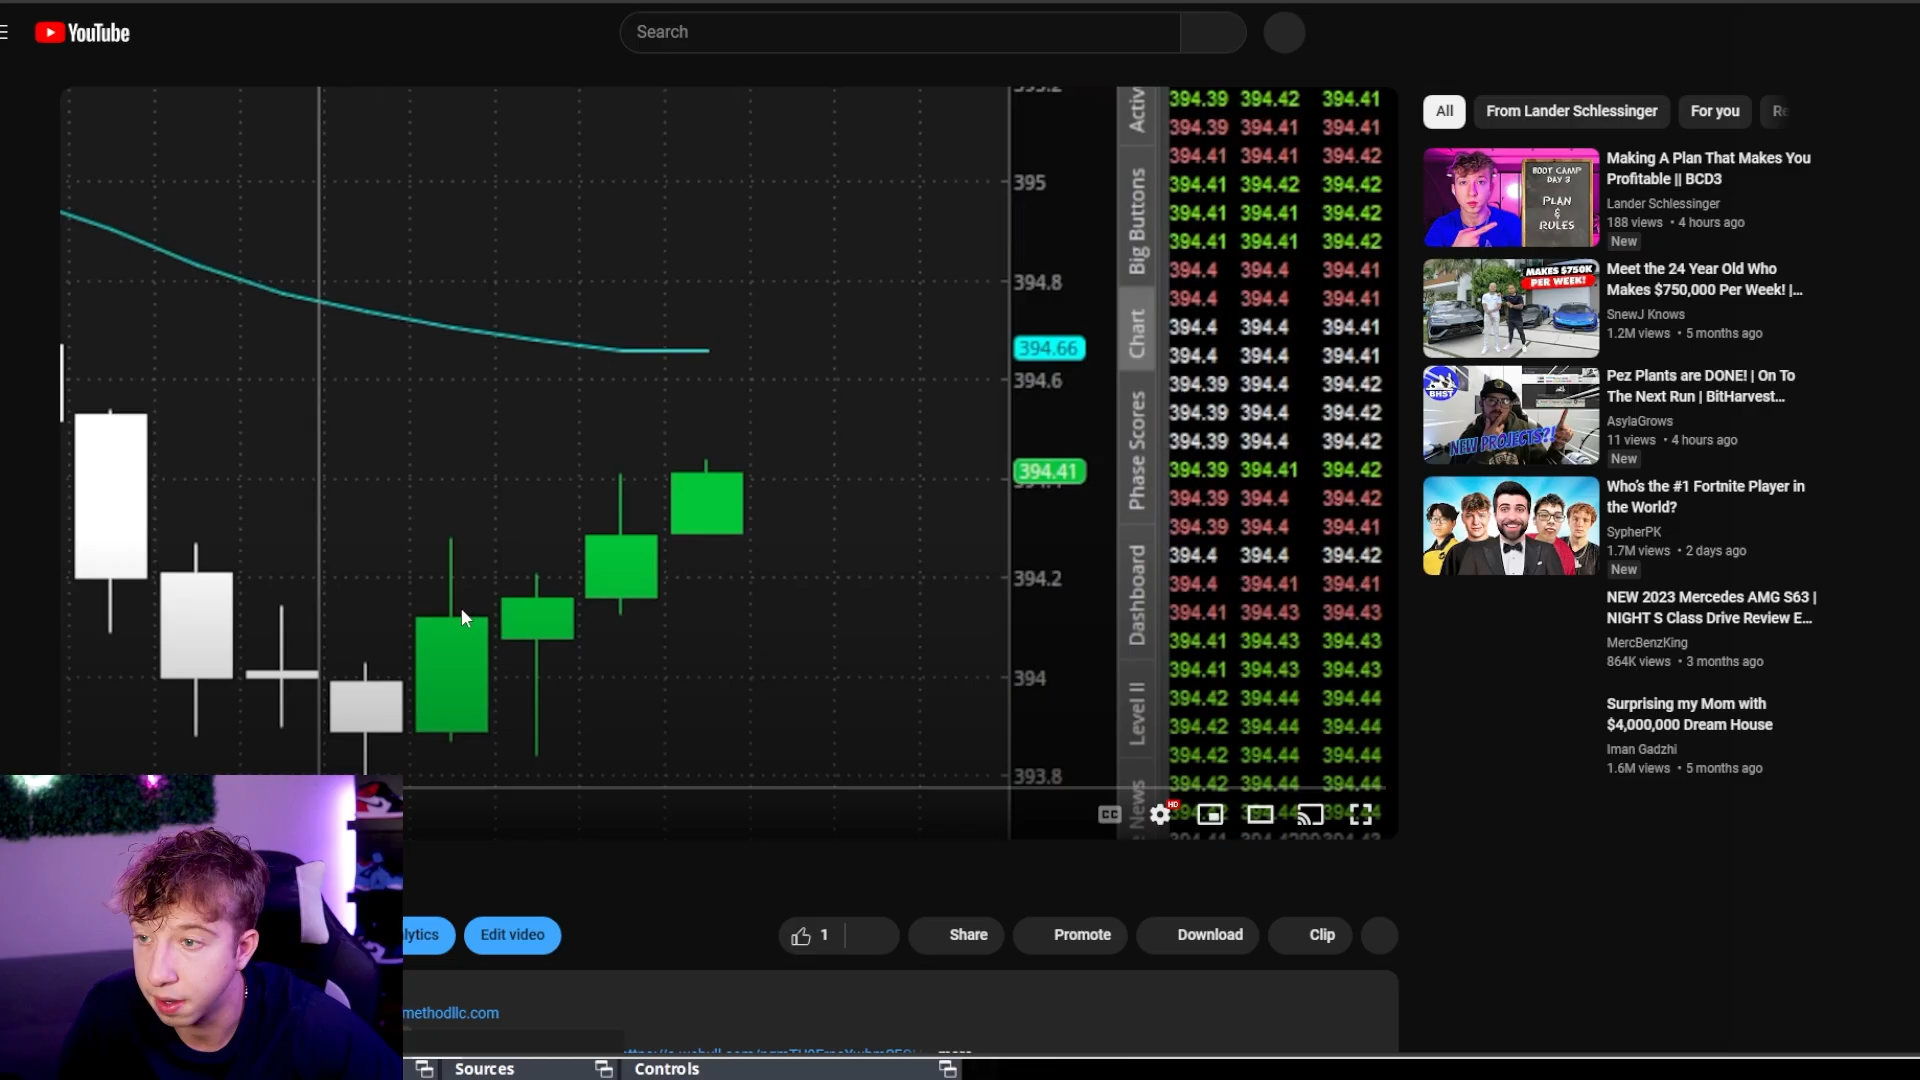 YouTube
Search
395
394.8
394.66
394.6
394.41
394.2
394
393.8
Big Buttons
Chart
Phase Scores
Dashboard
Level II
News
394.39 394.42 394.41
394.39 394.41 394.41
394.41 394.41 394.42
394.41 394.42 394.42
394.41 394.41 394.42
394.41 394.41 394.42
394.4 394.4 394.41
394.4 394.4 394.41
394.4 394.4 394.41
394.4 394.4 394.41
394.39 394.4 394.42
394.39 394.4 394.42
394.39 394.4 394.42
394.39 394.41 394.42
394.39 394.4 394.42
394.39 394.4 394.41
394.4 394.4 394.42
394.4 394.41 394.41
394.41 394.43 394.43
394.41 394.43 394.43
394.41 394.43 394.43
394.42 394.44 394.44
394.42 394.44 394.44
394.42 394.44 394.44
394.42 394.44 394.44
CC
HD
All
From Lander Schlessinger
For you
Re
BOOT CAMP
DAY 3
PLAN
&
RULES
Making A Plan That Makes You
Profitable || BCD3
Lander Schlessinger
188 views • 4 hours ago
New
MAKES $750K
PER WEEK!
Meet the 24 Year Old Who
Makes $750,000 Per Week! |...
SnewJ Knows
1.2M views • 5 months ago
BHST
NEW PROJECTS?!
Pez Plants are DONE! | On To
The Next Run | BitHarvest...
AsylaGrows
11 views • 4 hours ago
New
Who's the #1 Fortnite Player in
the World?
SypherPK
1.7M views • 2 days ago
New
NEW 2023 Mercedes AMG S63 |
NIGHT S Class Drive Review E...
MercBenzKing
864K views • 3 months ago
Surprising my Mom with
$4,000,000 Dream House
Iman Gadzhi
1.6M views • 5 months ago
lytics
Edit video
1
Share
Promote
Download
Clip
methodllc.com
Sources
Controls